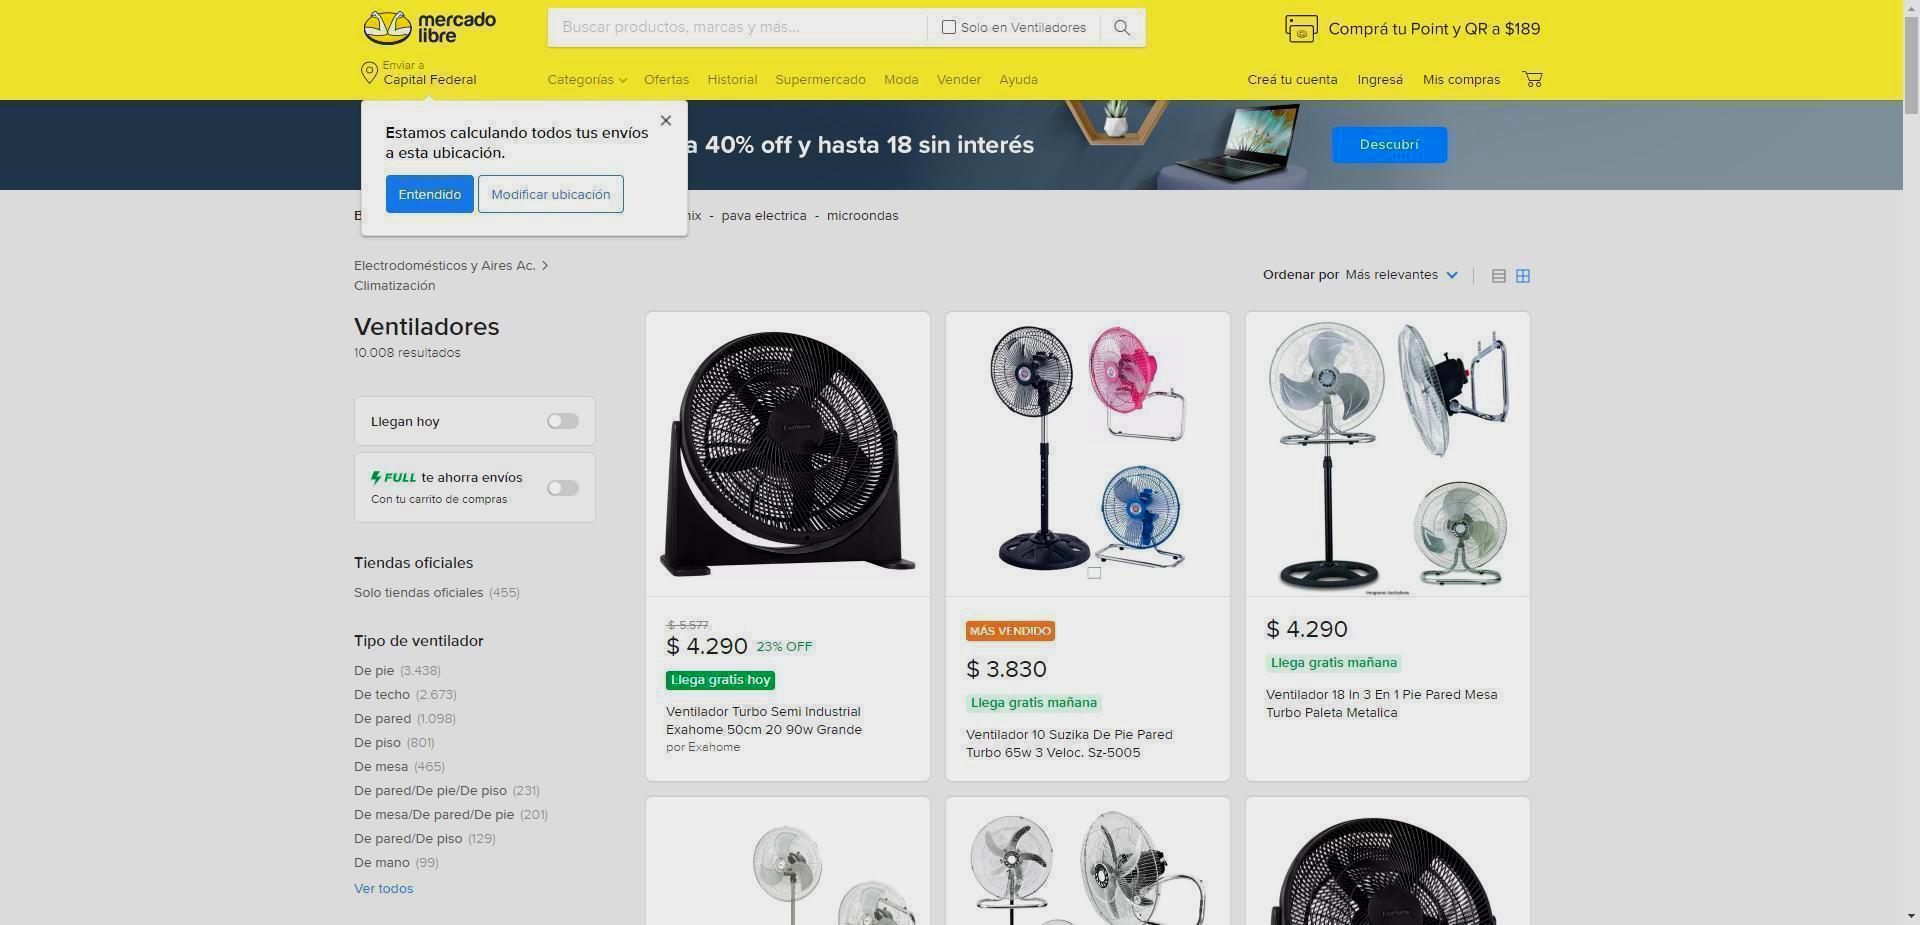 mercado
libre
Buscar productos, marcas y más...
Solo en Ventiladores
Comprá tu Point y QR a $189
Enviar a
Capital Federal
Categorías
Ofertas
Historial
Supermercado
Moda
Vender
Ayuda
Creá tu cuenta
Ingresá
Mis compras
Estamos calculando todos tus envíos
a esta ubicación.
Entendido
Modificar ubicación
a 40% off y hasta 18 sin interés
Descubrí
- pava electrica - microondas
Electrodomésticos y Aires Ac. >
Climatización
Ordenar por Más relevantes
Ventiladores
10.008 resultados
Llegan hoy
FULL te ahorra envíos
Con tu carrito de compras
Tiendas oficiales
Solo tiendas oficiales (455)
Tipo de ventilador
De pie (3.438)
De techo (2.673)
De pared (1.098)
De piso (801)
De mesa (465)
De pared/De pie/De piso (231)
De mesa/De pared/De pie (201)
De pared/De piso (129)
De mano (99)
Ver todos
ExaHome
$ 5.577
$ 4.290 23% OFF
Llega gratis hoy
Ventilador Turbo Semi Industrial
Exahome 50cm 20 90w Grande
por Exahome
MÁS VENDIDO
$ 3.830
Llega gratis mañana
Ventilador 10 Suzika De Pie Pared
Turbo 65w 3 Veloc. Sz-5005
Imagenes ilustrativas
$ 4.290
Llega gratis mañana
Ventilador 18 In 3 En 1 Pie Pared Mesa
Turbo Paleta Metalica
ExaHome